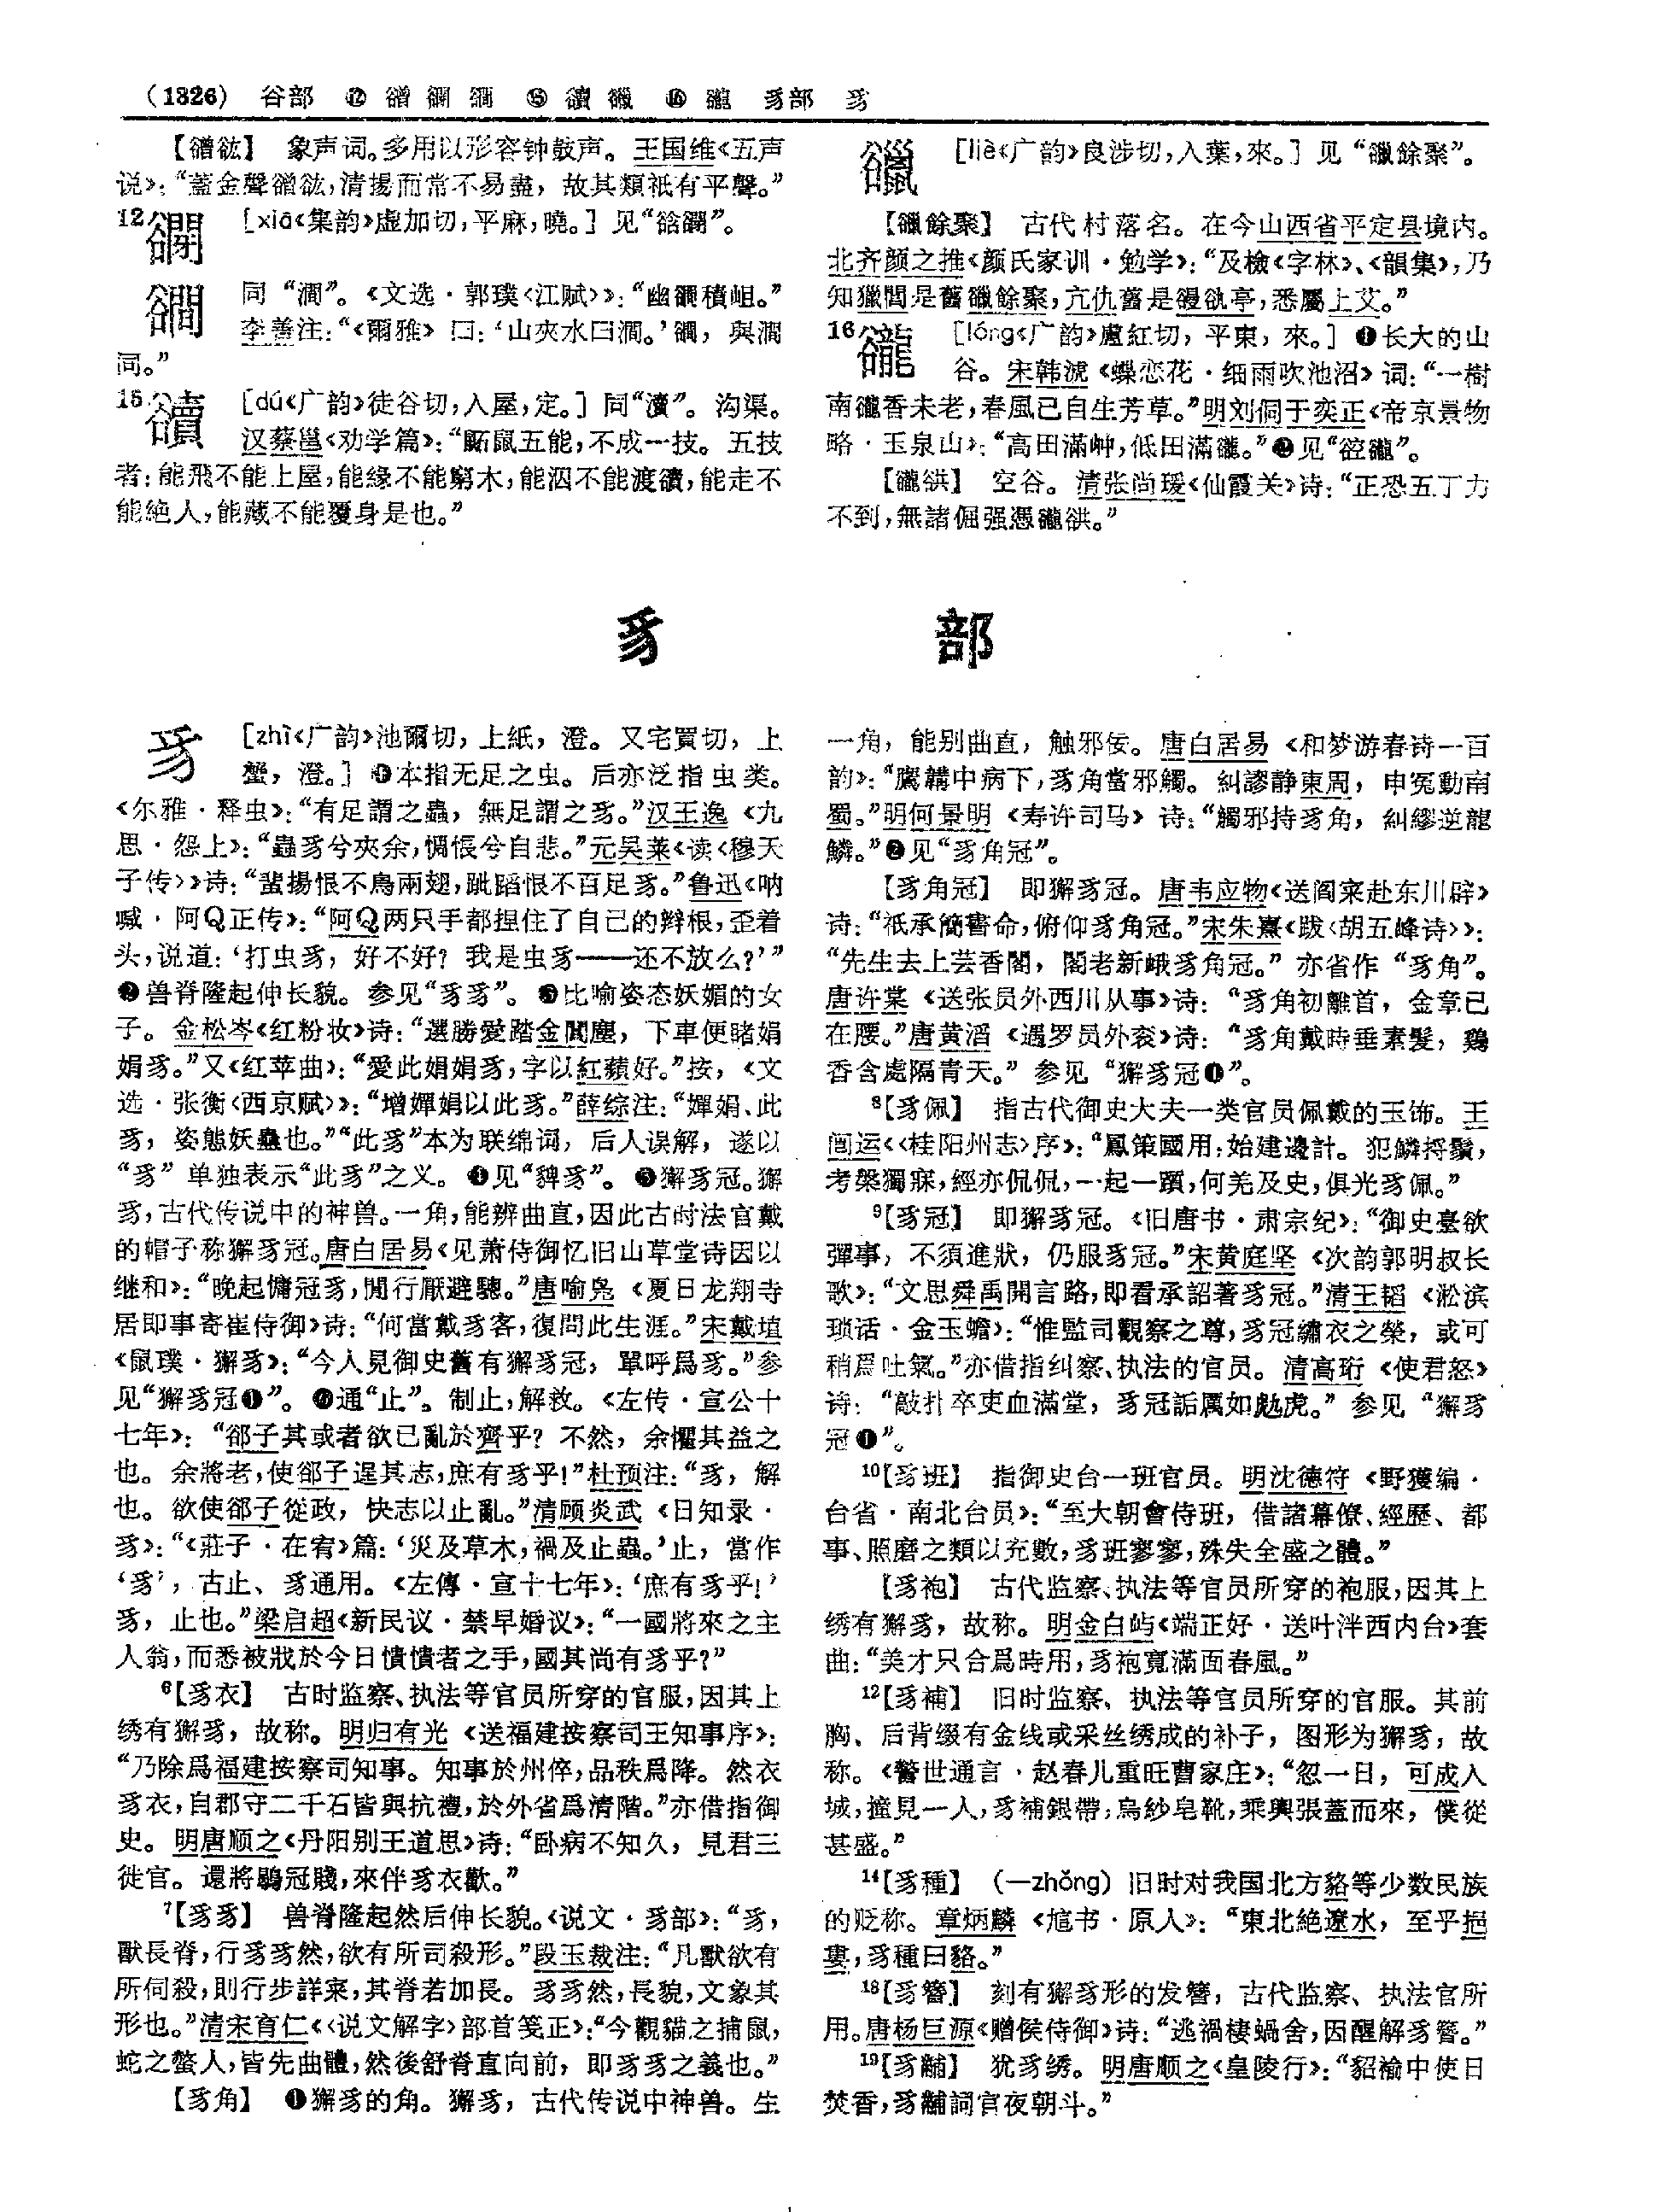 （1326） 谷部 ⑫ 谮 𧯆 㵎 ⑮ 讀 ⑯ 豅 豸部 豸
象声词。多用以形容钟鼓声。王国维《五声
说》：“蓋金聲，清揚而常不易盡，故其類祇有平聲。”
12 [xiā《集韵》虚加切，平麻，曉。] 见“谽谺”。
同“澗”。《文选·郭璞〈江赋〉》：“幽㵎積岨。”
李善注：“《爾雅》曰：‘山夾水曰澗。’㵎，與澗
同。”
15 [dú《广韵》徒谷切，入屋，定。] 同“瀆”。沟渠。
汉蔡邕《劝学篇》：“鼫鼠五能，不成一技。五技
者：能飛不能上屋，能緣不能窮木，能泅不能渡瀆，能走不
能絶人，能藏不能覆身是也。”
[liè《广韵》良涉切，入葉，來。] 见“餘聚”。
【餘聚】 古代村落名。在今山西省平定县境内。
北齐颜之推《颜氏家训·勉学》：“及檢《字林》、《韻集》，乃
知獵閭是舊餘聚，亢仇舊是亭，悉屬上艾。”
16 豅 [lóng《广韵》盧紅切，平東，來。] ❶长大的山
谷。宋韩淲《蝶恋花·细雨吹池沼》词：“一樹
南豅香未老，春風已自生芳草。”明刘侗于奕正《帝京景物
略·玉泉山》：“高田滿岫，低田滿豅。”❷见“谾豅”。
【豅谼】 空谷。清张尚瑗《仙霞关》诗：“正恐五丁力
不到，無諸倔强憑豅谼。”
豸 部
豸 [zhì《广韵》池爾切，上紙，澄。又宅買切，上
蟹，澄。] ❶本指无足之虫。后亦泛指虫类。
《尔雅·释虫》：“有足謂之蟲，無足謂之豸。”汉王逸《九
思·怨上》：“蟲豸兮夾余，惆悵兮自悲。”元吴莱《读〈穆天
子传〉》诗：“蜚揚恨不鳥兩翅，跐蹈恨不百足豸。”鲁迅《呐
喊·阿Q正传》：“阿Q两只手都捏住了自己的辫根，歪着
头，说道：‘打虫豸，好不好？我是虫豸——还不放么？’”
❷兽脊隆起伸长貌。参见“豸豸”。❸比喻姿态妖媚的女
子。金松岑《红粉妆》诗：“選勝愛踏金閶塵，下車便睹娟
娟豸。”又《红苹曲》：“愛此娟娟豸，字以紅蘋好。”按，《文
选·张衡〈西京赋〉》：“增嬋娟以此豸。”薛综注：“嬋娟、此
豸，姿態妖蠱也。”“此豸”本为联绵词，后人误解，遂以
“豸”单独表示“此豸”之义。❹见“豍豸”。❺獬豸冠。獬
豸，古代传说中的神兽。一角，能辨曲直，因此古时法官戴
的帽子称獬豸冠。唐白居易《见萧侍御忆旧山草堂诗因以
继和》：“晚起慵冠豸，閒行厭避驄。”唐喻凫《夏日龙翔寺
居即事寄崔侍御》诗：“何當戴豸客，復問此生涯。”宋戴埴
《鼠璞·獬豸》：“今人見御史舊有獬豸冠，單呼爲豸。”参
见“獬豸冠❶”。❻通“止”。制止，解救。《左传·宣公十
七年》：“郤子其或者欲已亂於齊乎？不然，余懼其益之
也。余將老，使郤子逞其志，庶有豸乎！”杜预注：“豸，解
也。欲使郤子從政，快志以止亂。”清顾炎武《日知录·
豸》：“《莊子·在宥》篇：‘災及草木，禍及止蟲。’止，當作
‘豸’，古止、豸通用。《左傳·宣十七年》：‘庶有豸乎！’
豸，止也。”梁启超《新民议·禁早婚议》：“一國將來之主
人翁，而悉被戕於今日憒憒者之手，國其尚有豸乎？”
6【豸衣】 古时监察、执法等官员所穿的官服，因其上
绣有獬豸，故称。明归有光《送福建按察司王知事序》：
“乃除爲福建按察司知事。知事於州倅，品秩爲降。然衣
豸衣，自郡守二千石皆與抗禮，於外省爲清階。”亦借指御
史。明唐顺之《丹阳别王道思》诗：“卧病不知久，見君三
徙官。還將鶡冠賤，來伴豸衣歡。”
7【豸豸】 兽脊隆起然后伸长貌。《说文·豸部》：“豸，
獸長脊，行豸豸然，欲有所司殺形。”段玉裁注：“凡獸欲有
所伺殺，則行步詳寀，其脊若加長。豸豸然，長貌，文象其
形也。”清宋育仁《〈说文解字〉部首笺正》：“今觀貓之捕鼠，
蛇之螫人，皆先曲體，然後舒脊直向前，即豸豸之義也。”
【豸角】 ❶獬豸的角。獬豸，古代传说中神兽。生
一角，能别曲直，触邪佞。唐白居易《和梦游春诗一百
韵》：“鷹韝中病下，豸角當邪觸。糾謬静東周，申冤動南
蜀。”明何景明《寿许司马》诗：“觸邪持豸角，糾繆逆龍
鱗。”❷见“豸角冠”。
【豸角冠】 即獬豸冠。唐韦应物《送阎寀赴东川辟》
诗：“祇承簡書命，俯仰豸角冠。”宋朱熹《跋〈胡五峰诗〉》：
“先生去上芸香閣，閣老新峨豸角冠。”亦省作“豸角”。
唐许棠《送张员外西川从事》诗：“豸角初離首，金章已
在腰。”唐黄滔《遇罗员外衮》诗：“豸角戴時垂素髮，鷄
香含處隔青天。”参见“獬豸冠❶”。
8【豸佩】 指古代御史大夫一类官员佩戴的玉饰。王
闿运《〈桂阳州志〉序》：“鳳策國用，始建邊計。犯鱗捋鬚，
考槃獨寐，經亦侃侃，一起一躓，何羌及史，俱光豸佩。”
9【豸冠】 即獬豸冠。《旧唐书·肃宗纪》：“御史臺欲
彈事，不須進狀，仍服豸冠。”宋黄庭坚《次韵郭明叔长
歌》：“文思舜禹開言路，即看承詔著豸冠。”清王韬《淞滨
琐话·金玉蟾》：“惟監司觀察之尊，豸冠繡衣之榮，或可
稍爲吐氣。”亦借指纠察、执法的官员。清高珩《使君怒》
诗：“敲扑卒吏血滿堂，豸冠詬厲如虓虎。”参见“獬豸
冠❶”。
10【豸班】 指御史台一班官员。明沈德符《野獲编·
台省·南北台员》：“至大朝會侍班，借諸幕僚、經歷、都
事、照磨之類以充數，豸班寥寥，殊失全盛之體。”
【豸袍】 古代监察、执法等官员所穿的袍服，因其上
绣有獬豸，故称。明金白屿《端正好·送叶泮西内台》套
曲：“美才只合爲時用，豸袍寬滿面春風。”
12【豸補】 旧时监察、执法等官员所穿的官服。其前
胸、后背缀有金线或采丝绣成的补子，图形为獬豸，故
称。《警世通言·赵春儿重旺曹家庄》：“忽一日，可成入
城，撞見一人，豸補銀帶，烏紗皂靴，乘輿張蓋而來，僕從
甚盛。”
14【豸種】 （—zhǒng）旧时对我国北方貉等少数民族
的贬称。章炳麟《訄书·原人》：“東北絶遼水，至乎挹
婁，豸種曰貉。”
18【豸簪】 刻有獬豸形的发簪，古代监察、执法官所
用。唐杨巨源《赠侯侍御》诗：“逃禍棲蝸舍，因醒解豸簪。”
19【豸黼】 犹豸绣。明唐顺之《皇陵行》：“貂褕中使日
焚香，豸黼詞官夜朝斗。”